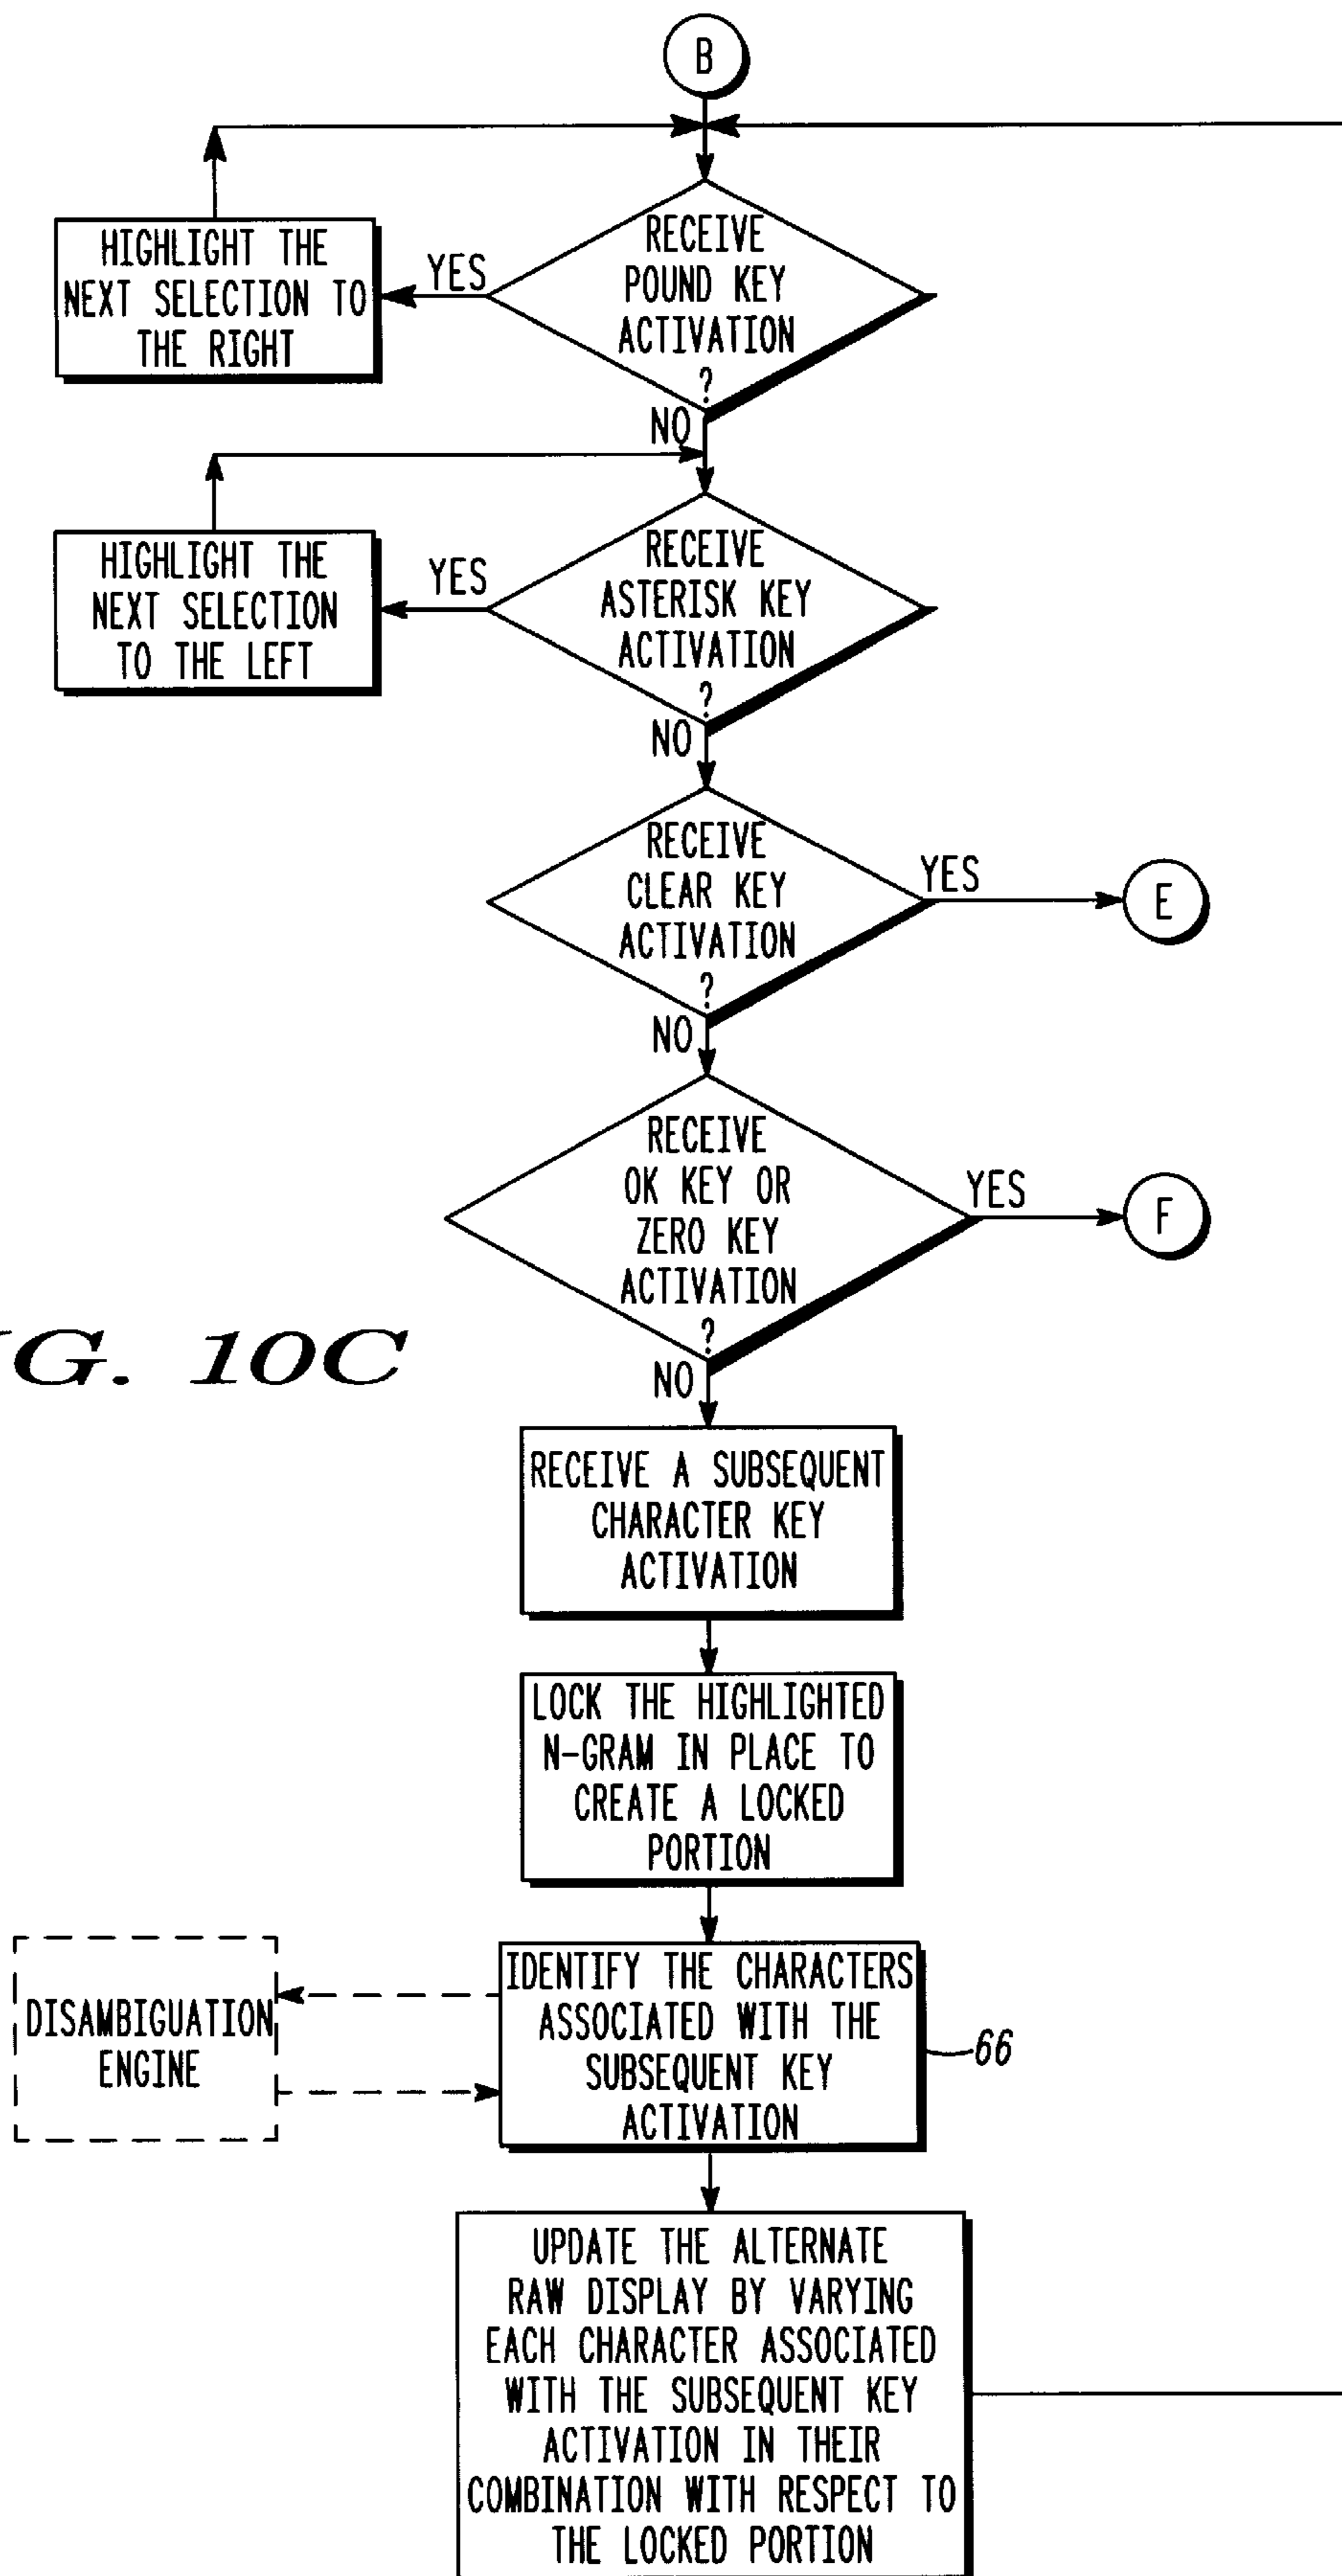 B
RECEIVE
POUND KEY
ACTIVATION
?
YES
HIGHLIGHT THE
NEXT SELECTION TO
THE RIGHT
NO
RECEIVE
ASTERISK KEY
ACTIVATION
?
YES
HIGHLIGHT THE
NEXT SELECTION
TO THE LEFT
NO
RECEIVE
CLEAR KEY
ACTIVATION
?
YES
E
NO
RECEIVE
OK KEY OR
ZERO KEY
ACTIVATION
?
YES
F
NO
G. 10C
RECEIVE A SUBSEQUENT
CHARACTER KEY
ACTIVATION
LOCK THE HIGHLIGHTED
N-GRAM IN PLACE TO
CREATE A LOCKED
PORTION
IDENTIFY THE CHARACTERS
ASSOCIATED WITH THE
SUBSEQUENT KEY
ACTIVATION
66
DISAMBIGUATION
ENGINE
UPDATE THE ALTERNATE
RAW DISPLAY BY VARYING
EACH CHARACTER ASSOCIATED
WITH THE SUBSEQUENT KEY
ACTIVATION IN THEIR
COMBINATION WITH RESPECT TO
THE LOCKED PORTION